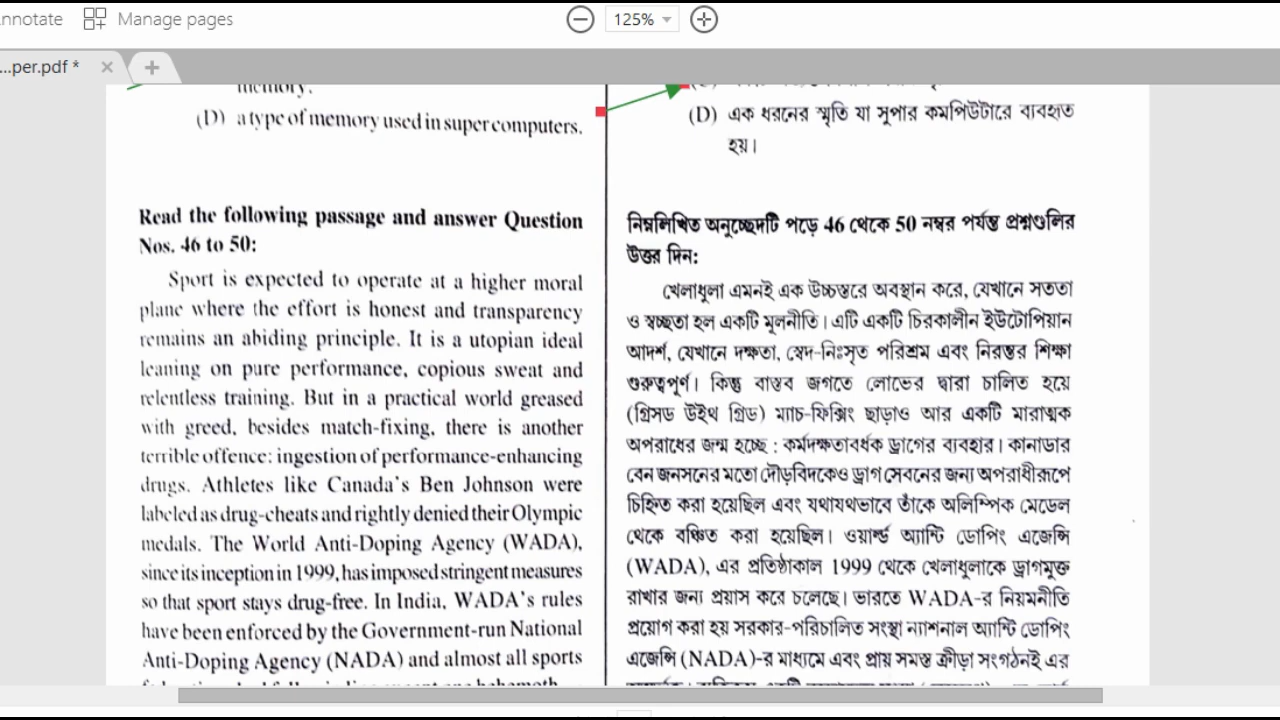 nnotate
Manage pages
125%
...per.pdf *
memory.
(D) a type of memory used in super computers.
Read the following passage and answer Question
Nos. 46 to 50:
Sport is expected to operate at a higher moral
plane where the effort is honest and transparency
remains an abiding principle. It is a utopian ideal
leaning on pure performance, copious sweat and
relentless training. But in a practical world greased
with greed, besides match-fixing, there is another
terrible offence: ingestion of performance-enhancing
drugs. Athletes like Canada's Ben Johnson were
labeled as drug-cheats and rightly denied their Olympic
medals. The World Anti-Doping Agency (WADA),
since its inception in 1999, has imposed stringent measures
so that sport stays drug-free. In India, WADA's rules
have been enforced by the Government-run National
Anti-Doping Agency (NADA) and almost all sports
(D) এক ধরনের স্মৃতি যা সুপার কমপিউটারে ব্যবহৃত
হয়।
নিম্নলিখিত অনুচ্ছেদটি পড়ে 46 থেকে 50 নম্বর পর্যন্ত প্রশ্নগুলির
উত্তর দিন:
খেলাধুলা এমনই এক উচ্চস্তরে অবস্থান করে, যেখানে সততা
ও স্বচ্ছতা হল একটি মূলনীতি। এটি একটি চিরকালীন ইউটোপিয়ান
আদর্শ, যেখানে দক্ষতা, স্বেদ-নিঃসৃত পরিশ্রম এবং নিরন্তর শিক্ষা
গুরুত্বপূর্ণ। কিন্তু বাস্তব জগতে লোভের দ্বারা চালিত হয়ে
(গ্রিসড উইথ গ্রিড) ম্যাচ-ফিক্সিং ছাড়াও আর একটি মারাত্মক
অপরাধের জন্ম হচ্ছে : কর্মদক্ষতাবর্ধক ড্রাগের ব্যবহার। কানাডার
বেন জনসনের মতো দৌড়বিদকেও ড্রাগ সেবনের জন্য অপরাধীরূপে
চিহ্নিত করা হয়েছিল এবং যথাযথভাবে তাঁকে অলিম্পিক মেডেল
থেকে বঞ্চিত করা হয়েছিল। ওয়ার্ল্ড অ্যান্টি ডোপিং এজেন্সি
(WADA), এর প্রতিষ্ঠাকাল 1999 থেকে খেলাধুলাকে ড্রাগমুক্ত
রাখার জন্য প্রয়াস করে চলেছে। ভারতে WADA-র নিয়মনীতি
প্রয়োগ করা হয় সরকার-পরিচালিত সংস্থা ন্যাশনাল অ্যান্টি ডোপিং
এজেন্সি (NADA)-র মাধ্যমে এবং প্রায় সমস্ত ক্রীড়া সংগঠনই এর